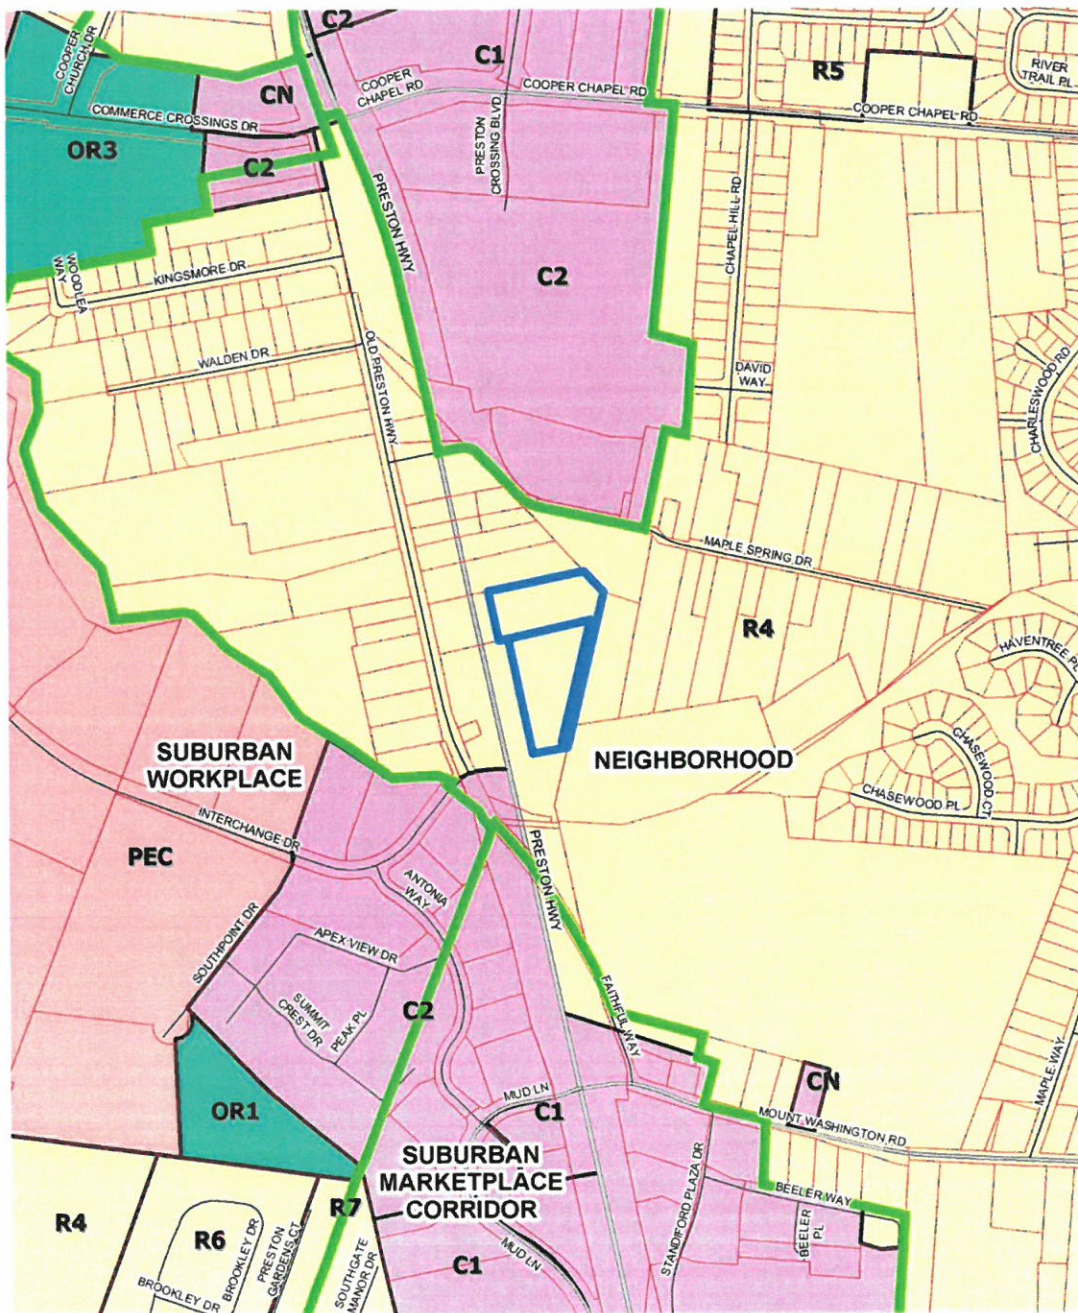 C2
COOPER
CHURCH DR
C1
R5
RIVER
TRAIL PL
COOPER
CHAPEL RD
COOPER CHAPEL RD
CN
COOPER CHAPEL RD
COMMERCE CROSSINGS DR
OR3
C2
PRESTON
CROSSING BLVD
PRESTON HWY
CHAPEL HILL RD
WOODLEA
WAY
KINGSMORE DR
C2
OLD PRESTON HWY
WALDEN DR
DAVID
WAY
CHARLESWOOD RD
MAPLE SPRING DR
R4
HAVENTREE PL
SUBURBAN
WORKPLACE
NEIGHBORHOOD
CHASEWOOD CT
CHASEWOOD PL
INTERCHANGE DR
PEC
PRESTON HWY
ANTONIA
WAY
SOUTHPOINT DR
APEX VIEW DR
SUMMIT
CREST DR
PEAK PL
C2
FAITHFUL WAY
MAPLE WAY
CN
MUD LN
C1
OR1
MOUNT WASHINGTON RD
SUBURBAN
MARKETPLACE
CORRIDOR
STANDIFORD PLAZA DR
BEELER WAY
BEELER
PL
R7
R4
R6
BROOKLEY DR
BROOKLEY DR
PRESTON
GARDENS CT
SOUTHGATE
MANOR DR
C1
MUD LN